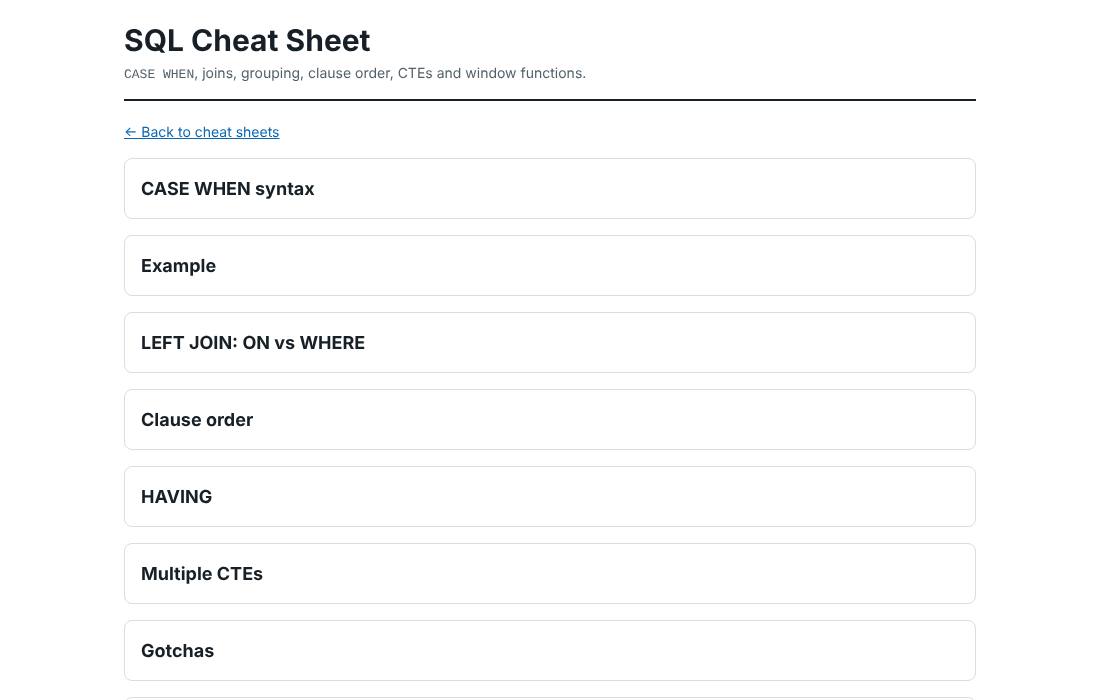 SQL Cheat Sheet
CASE WHEN, joins, grouping, clause order, CTEs and window functions.
← Back to cheat sheets
CASE WHEN syntax
Example
LEFT JOIN: ON vs WHERE
Clause order
HAVING
Multiple CTEs
Gotchas